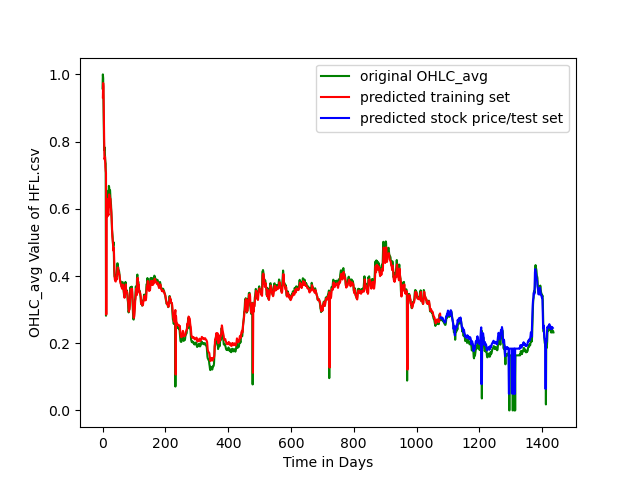 original OHLC_avg
predicted training set
predicted stock price/test set
OHLC_avg Value of HFL.csv
1.0
0.8
0.6
0.4
0.2
0.0
0
200
400
600
800
1000
1200
1400
Time in Days